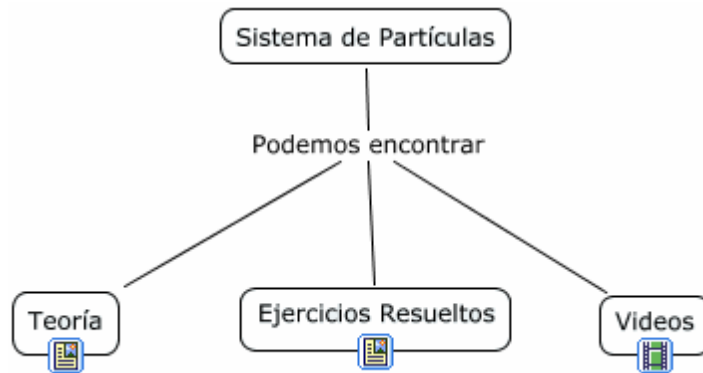 Sistema de Partículas
Podemos encontrar
Teoría
Ejercicios Resueltos
Videos